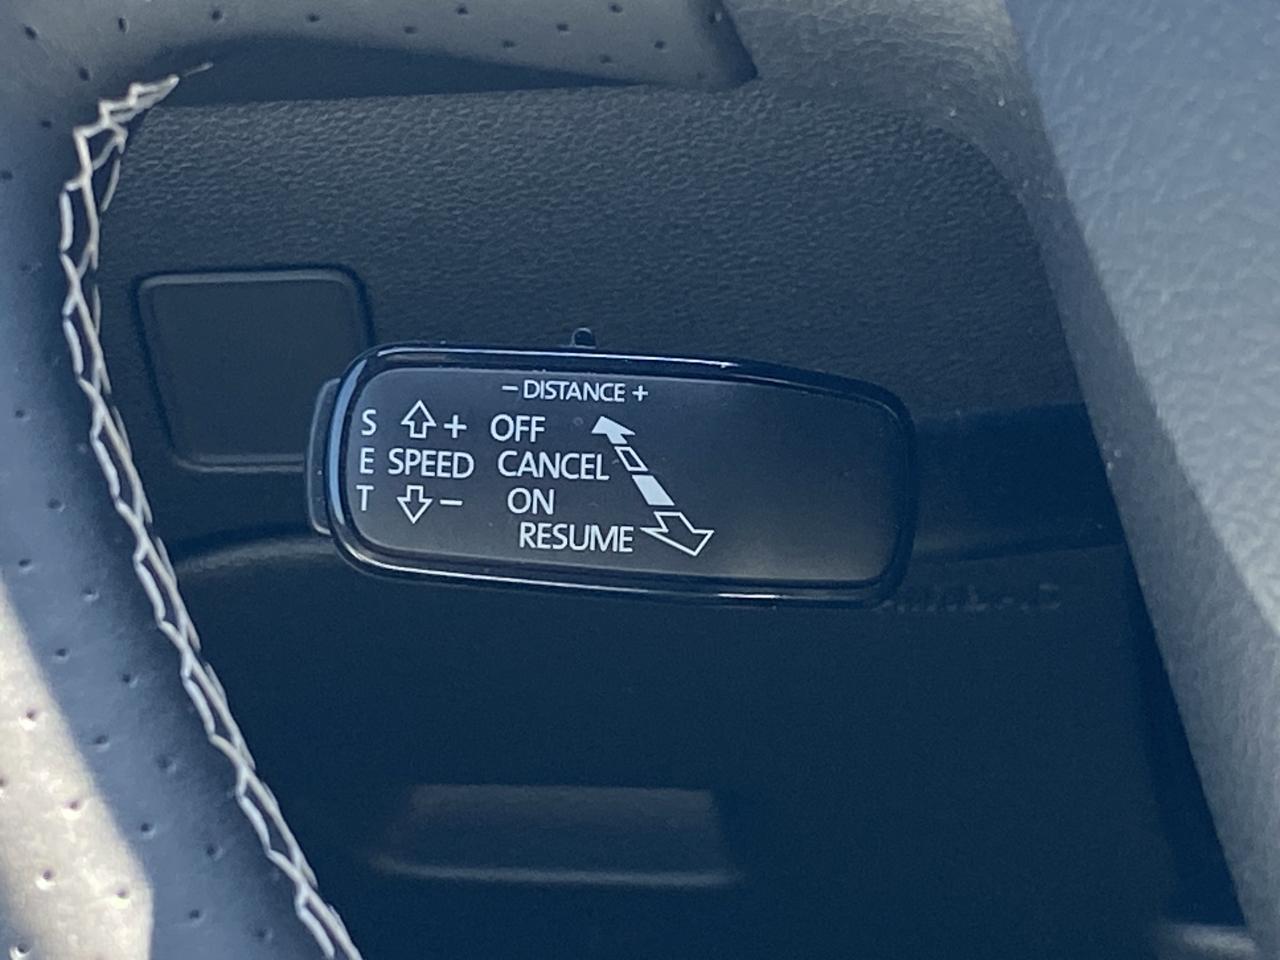 − DISTANCE +
S + OFF
E SPEED CANCEL
T − ON
RESUME